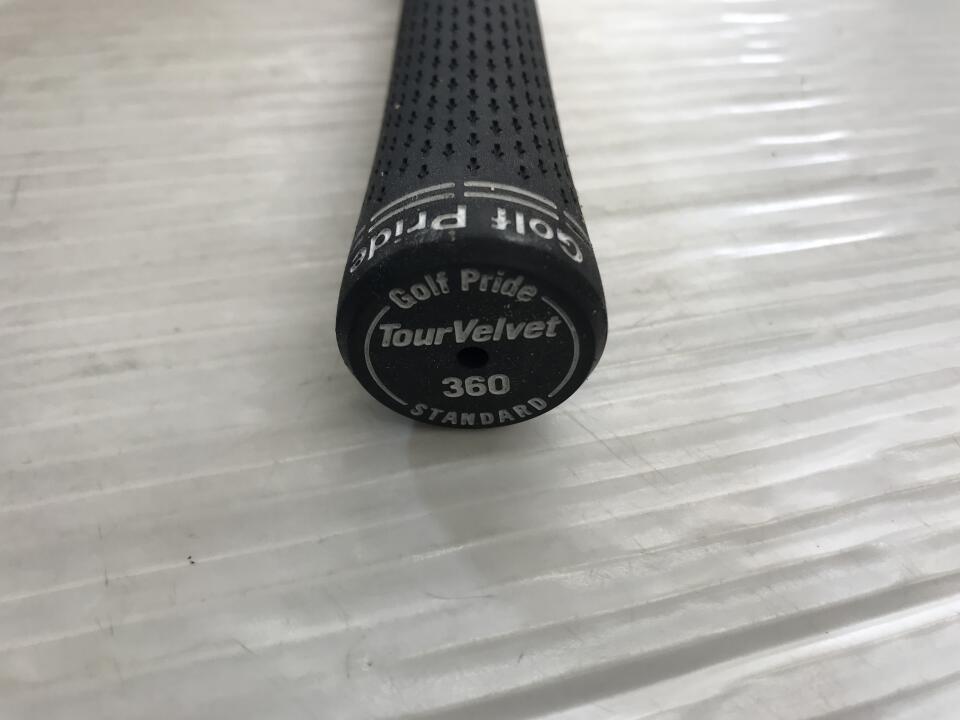 Golf Pride
Golf Pride
TourVelvet
360
STANDARD